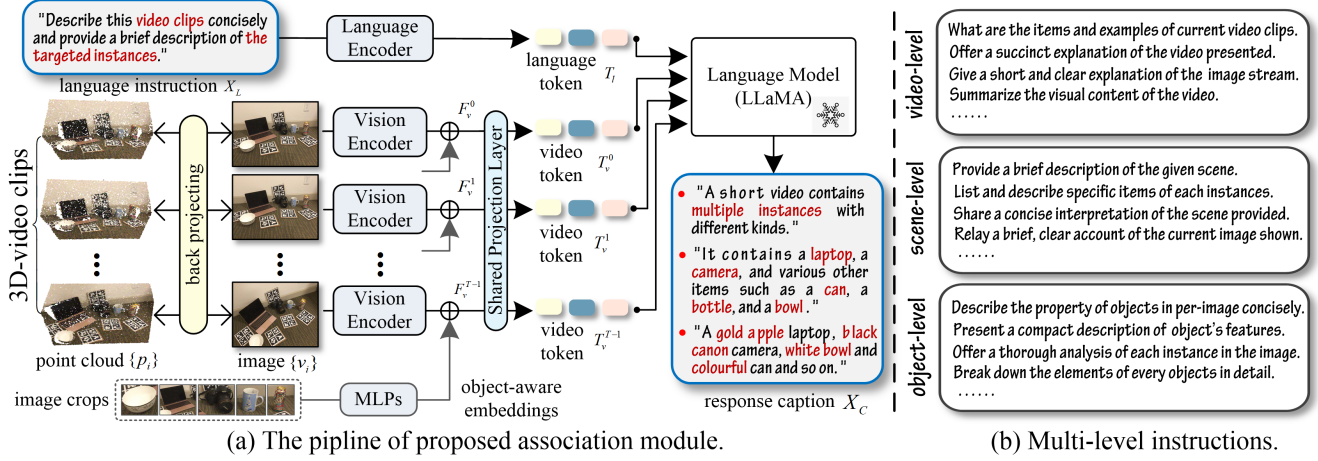 "Describe this video clips concisely
and provide a brief description of the
targeted instances."
language instruction X_L
Language
Encoder
language
token
T_l
Language Model
(LLaMA)
3D-video clips
back projecting
Vision
Encoder
F_v^0
Vision
Encoder
F_v^1
Vision
Encoder
F_v^{T-1}
Shared Projection Layer
video
token
T_v^0
video
token
T_v^1
video
token
T_v^{T-1}
point cloud {p_i}
image {v_i}
image crops
MLPs
object-aware
embeddings
"A short video contains
multiple instances with
different kinds."
"It contains a laptop, a
camera, and various other
items such as a can, a
bottle, and a bowl."
"A gold apple laptop, black
canon camera, white bowl and
colourful can and so on."
response caption X_C
(a) The pipline of proposed association module.
video-level
What are the items and examples of current video clips.
Offer a succinct explanation of the video presented.
Give a short and clear explanation of the image stream.
Summarize the visual content of the video.
......
scene-level
Provide a brief description of the given scene.
List and describe specific items of each instances.
Share a concise interpretation of the scene provided.
Relay a brief, clear account of the current image shown.
......
object-level
Describe the property of objects in per-image concisely.
Present a compact description of object's features.
Offer a thorough analysis of each instance in the image.
Break down the elements of every objects in detail.
......
(b) Multi-level instructions.